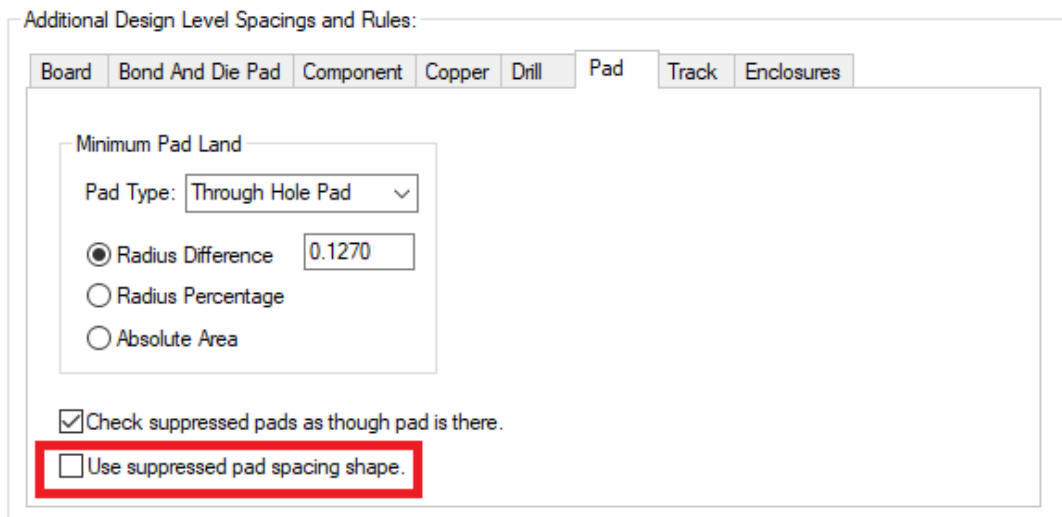 Additional Design Level Spacings and Rules:
Board Bond And Die Pad Component Copper Drill Pad Track Enclosures
Minimum Pad Land
Pad Type: Through Hole Pad
Radius Difference 0.1270
Radius Percentage
Absolute Area
Check suppressed pads as though pad is there.
Use suppressed pad spacing shape.